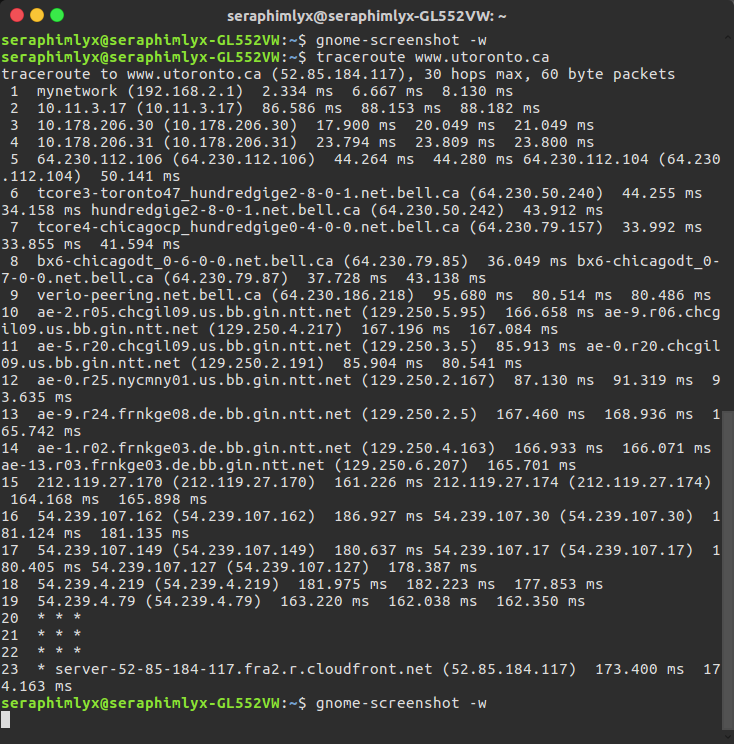 seraphimlyx@seraphimlyx-GL552VW: ~
seraphimlyx@seraphimlyx-GL552VW:~$ gnome-screenshot -w
seraphimlyx@seraphimlyx-GL552VW:~$ traceroute www.utoronto.ca
traceroute to www.utoronto.ca (52.85.184.117), 30 hops max, 60 byte packets
 1  mynetwork (192.168.2.1)  2.334 ms  6.667 ms  8.130 ms
 2  10.11.3.17 (10.11.3.17)  86.586 ms  88.153 ms  88.182 ms
 3  10.178.206.30 (10.178.206.30)  17.900 ms  20.049 ms  21.049 ms
 4  10.178.206.31 (10.178.206.31)  23.794 ms  23.809 ms  23.800 ms
 5  64.230.112.106 (64.230.112.106)  44.264 ms  44.280 ms 64.230.112.104 (64.230
.112.104)  50.141 ms
 6  tcore3-toronto47_hundredgige2-8-0-1.net.bell.ca (64.230.50.240)  44.255 ms
34.158 ms hundredgige2-8-0-1.net.bell.ca (64.230.50.242)  43.912 ms
 7  tcore4-chicagocp_hundredgige0-4-0-0.net.bell.ca (64.230.79.157)  33.992 ms
33.855 ms  41.594 ms
 8  bx6-chicagodt_0-6-0-0.net.bell.ca (64.230.79.85)  36.049 ms bx6-chicagodt_0-
7-0-0.net.bell.ca (64.230.79.87)  37.728 ms  43.138 ms
 9  verio-peering.net.bell.ca (64.230.186.218)  95.680 ms  80.514 ms  80.486 ms
10  ae-2.r05.chcgil09.us.bb.gin.ntt.net (129.250.5.95)  166.658 ms ae-9.r06.chcg
il09.us.bb.gin.ntt.net (129.250.4.217)  167.196 ms  167.084 ms
11  ae-5.r20.chcgil09.us.bb.gin.ntt.net (129.250.3.5)  85.913 ms ae-0.r20.chcgil
09.us.bb.gin.ntt.net (129.250.2.191)  85.904 ms  80.541 ms
12  ae-0.r25.nycmny01.us.bb.gin.ntt.net (129.250.2.167)  87.130 ms  91.319 ms  9
3.635 ms
13  ae-9.r24.frnkge08.de.bb.gin.ntt.net (129.250.2.5)  167.460 ms  168.936 ms  1
65.742 ms
14  ae-1.r02.frnkge03.de.bb.gin.ntt.net (129.250.4.163)  166.933 ms  166.071 ms
ae-13.r03.frnkge03.de.bb.gin.ntt.net (129.250.6.207)  165.701 ms
15  212.119.27.170 (212.119.27.170)  161.226 ms 212.119.27.174 (212.119.27.174)
 164.168 ms  165.898 ms
16  54.239.107.162 (54.239.107.162)  186.927 ms 54.239.107.30 (54.239.107.30)  1
81.124 ms  181.135 ms
17  54.239.107.149 (54.239.107.149)  180.637 ms 54.239.107.17 (54.239.107.17)  1
80.405 ms 54.239.107.127 (54.239.107.127)  178.387 ms
18  54.239.4.219 (54.239.4.219)  181.975 ms  182.223 ms  177.853 ms
19  54.239.4.79 (54.239.4.79)  163.220 ms  162.038 ms  162.350 ms
20  * * *
21  * * *
22  * * *
23  * server-52-85-184-117.fra2.r.cloudfront.net (52.85.184.117)  173.400 ms  17
4.163 ms
seraphimlyx@seraphimlyx-GL552VW:~$ gnome-screenshot -w